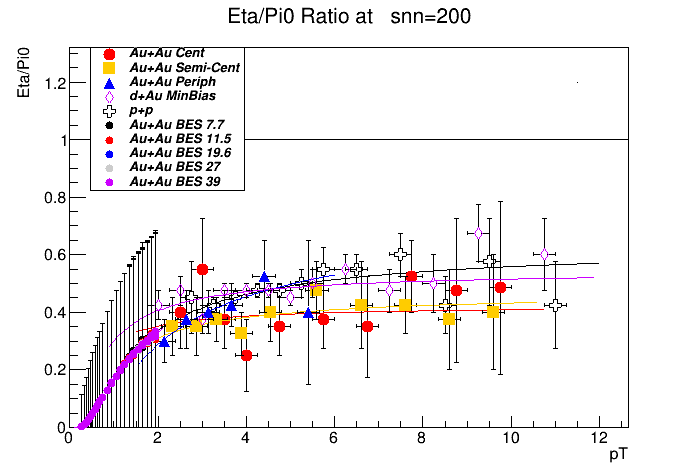 Eta/Pi0 Ratio at snn=200
Eta/Pi0
Au+Au Cent
Au+Au Semi-Cent
Au+Au Periph
d+Au MinBias
p+p
Au+Au BES 7.7
Au+Au BES 11.5
Au+Au BES 19.6
Au+Au BES 27
Au+Au BES 39
1.2
1
0.8
0.6
0.4
0.2
0
0 2 4 6 8 10 12
pT